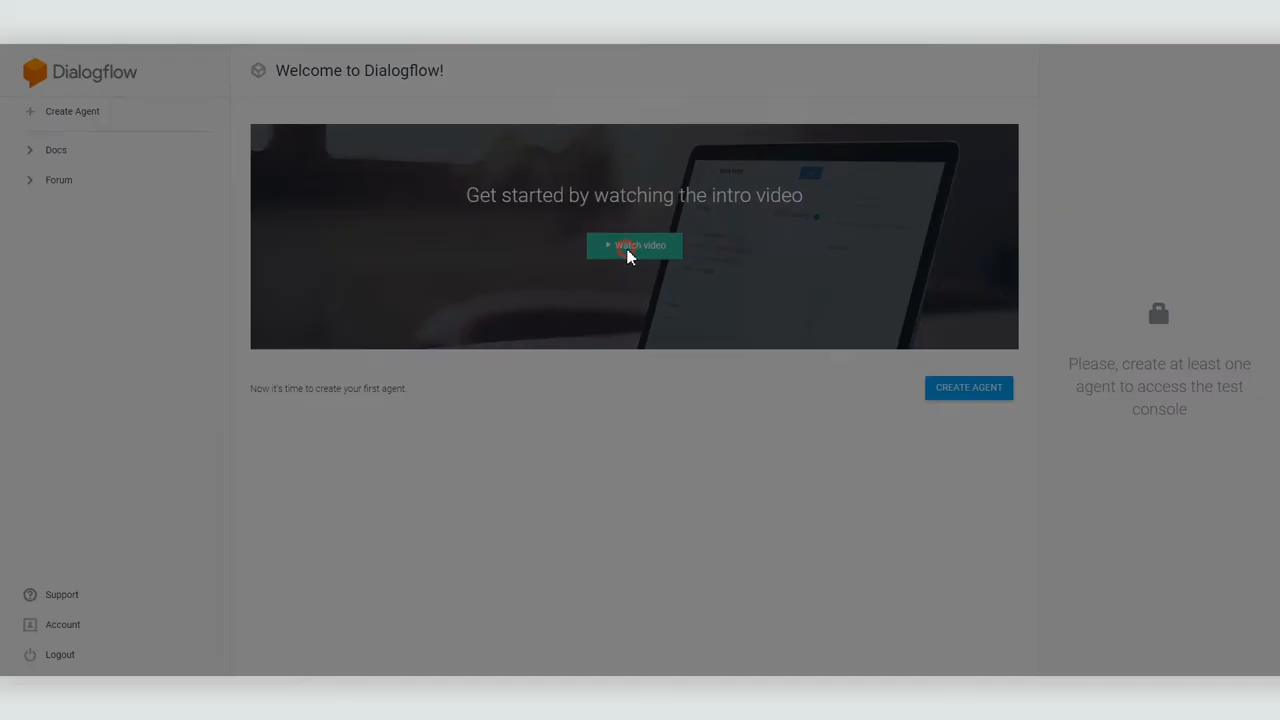 Dialogflow
Create Agent
Docs
Forum
Support
Account
Logout
Welcome to Dialogflow!
Get started by watching the intro video
Watch video
Now it's time to create your first agent.
CREATE AGENT
Please, create at least one
agent to access the test
console